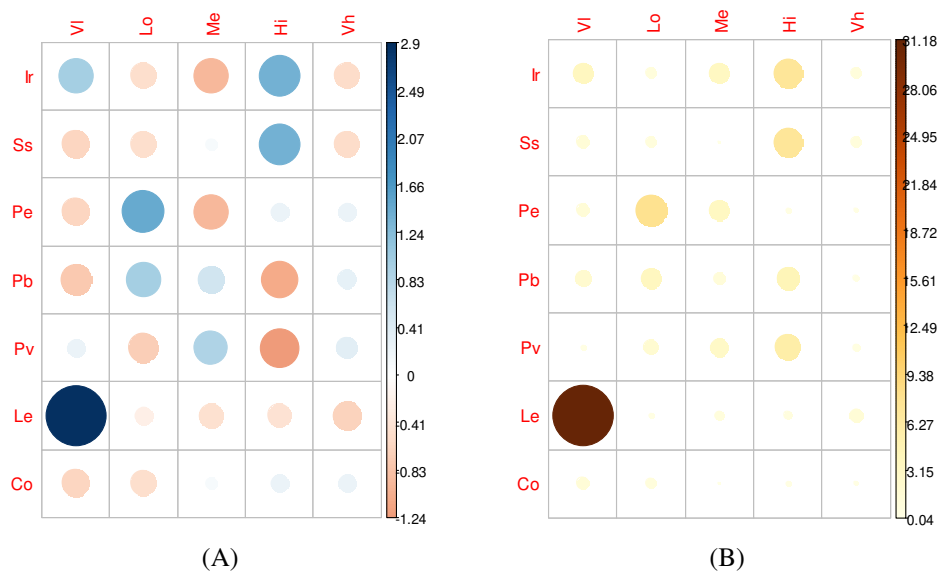 Vl Lo Me Hi Vh
Ir
Ss
Pe
Pb
Pv
Le
Co
2.9
2.49
2.07
1.66
1.24
0.83
0.41
0
-0.41
-0.83
-1.24
(A)
Vl Lo Me Hi Vh
Ir
Ss
Pe
Pb
Pv
Le
Co
31.18
28.06
24.95
21.84
18.72
15.61
12.49
9.38
6.27
3.15
0.04
(B)